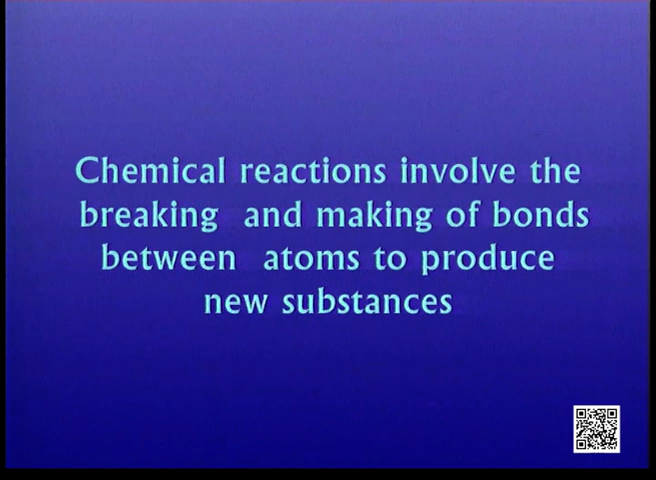 Chemical reactions involve the
breaking and making of bonds
between atoms to produce
new substances